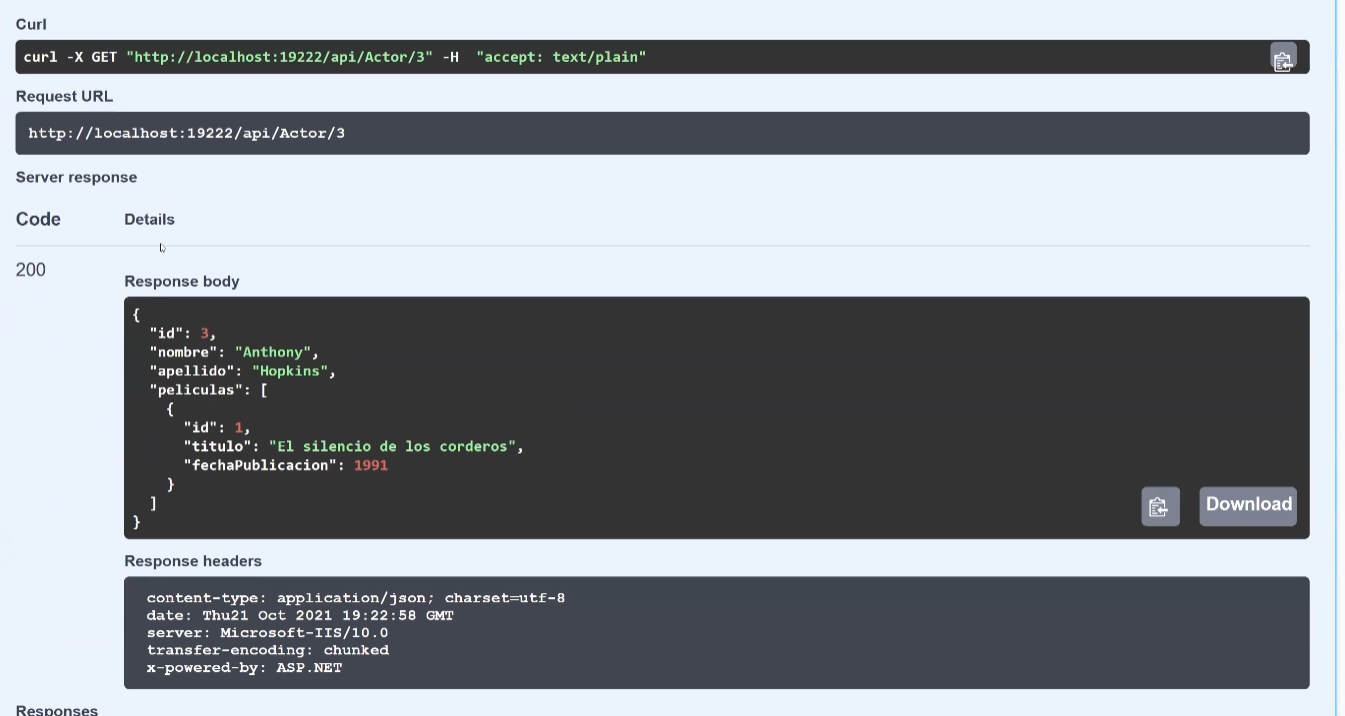 Curl
curl -X GET "http://localhost:19222/api/Actor/3" -H  "accept: text/plain"
Request URL
http://localhost:19222/api/Actor/3
Server response
Code Details
200
Response body
{
  "id": 3,
  "nombre": "Anthony",
  "apellido": "Hopkins",
  "peliculas": [
    {
      "id": 1,
      "titulo": "El silencio de los corderos",
      "fechaPublicacion": 1991
    }
  ]
}
Download
Response headers
content-type: application/json; charset=utf-8
date: Thu21 Oct 2021 19:22:58 GMT
server: Microsoft-IIS/10.0
transfer-encoding: chunked
x-powered-by: ASP.NET
Responses